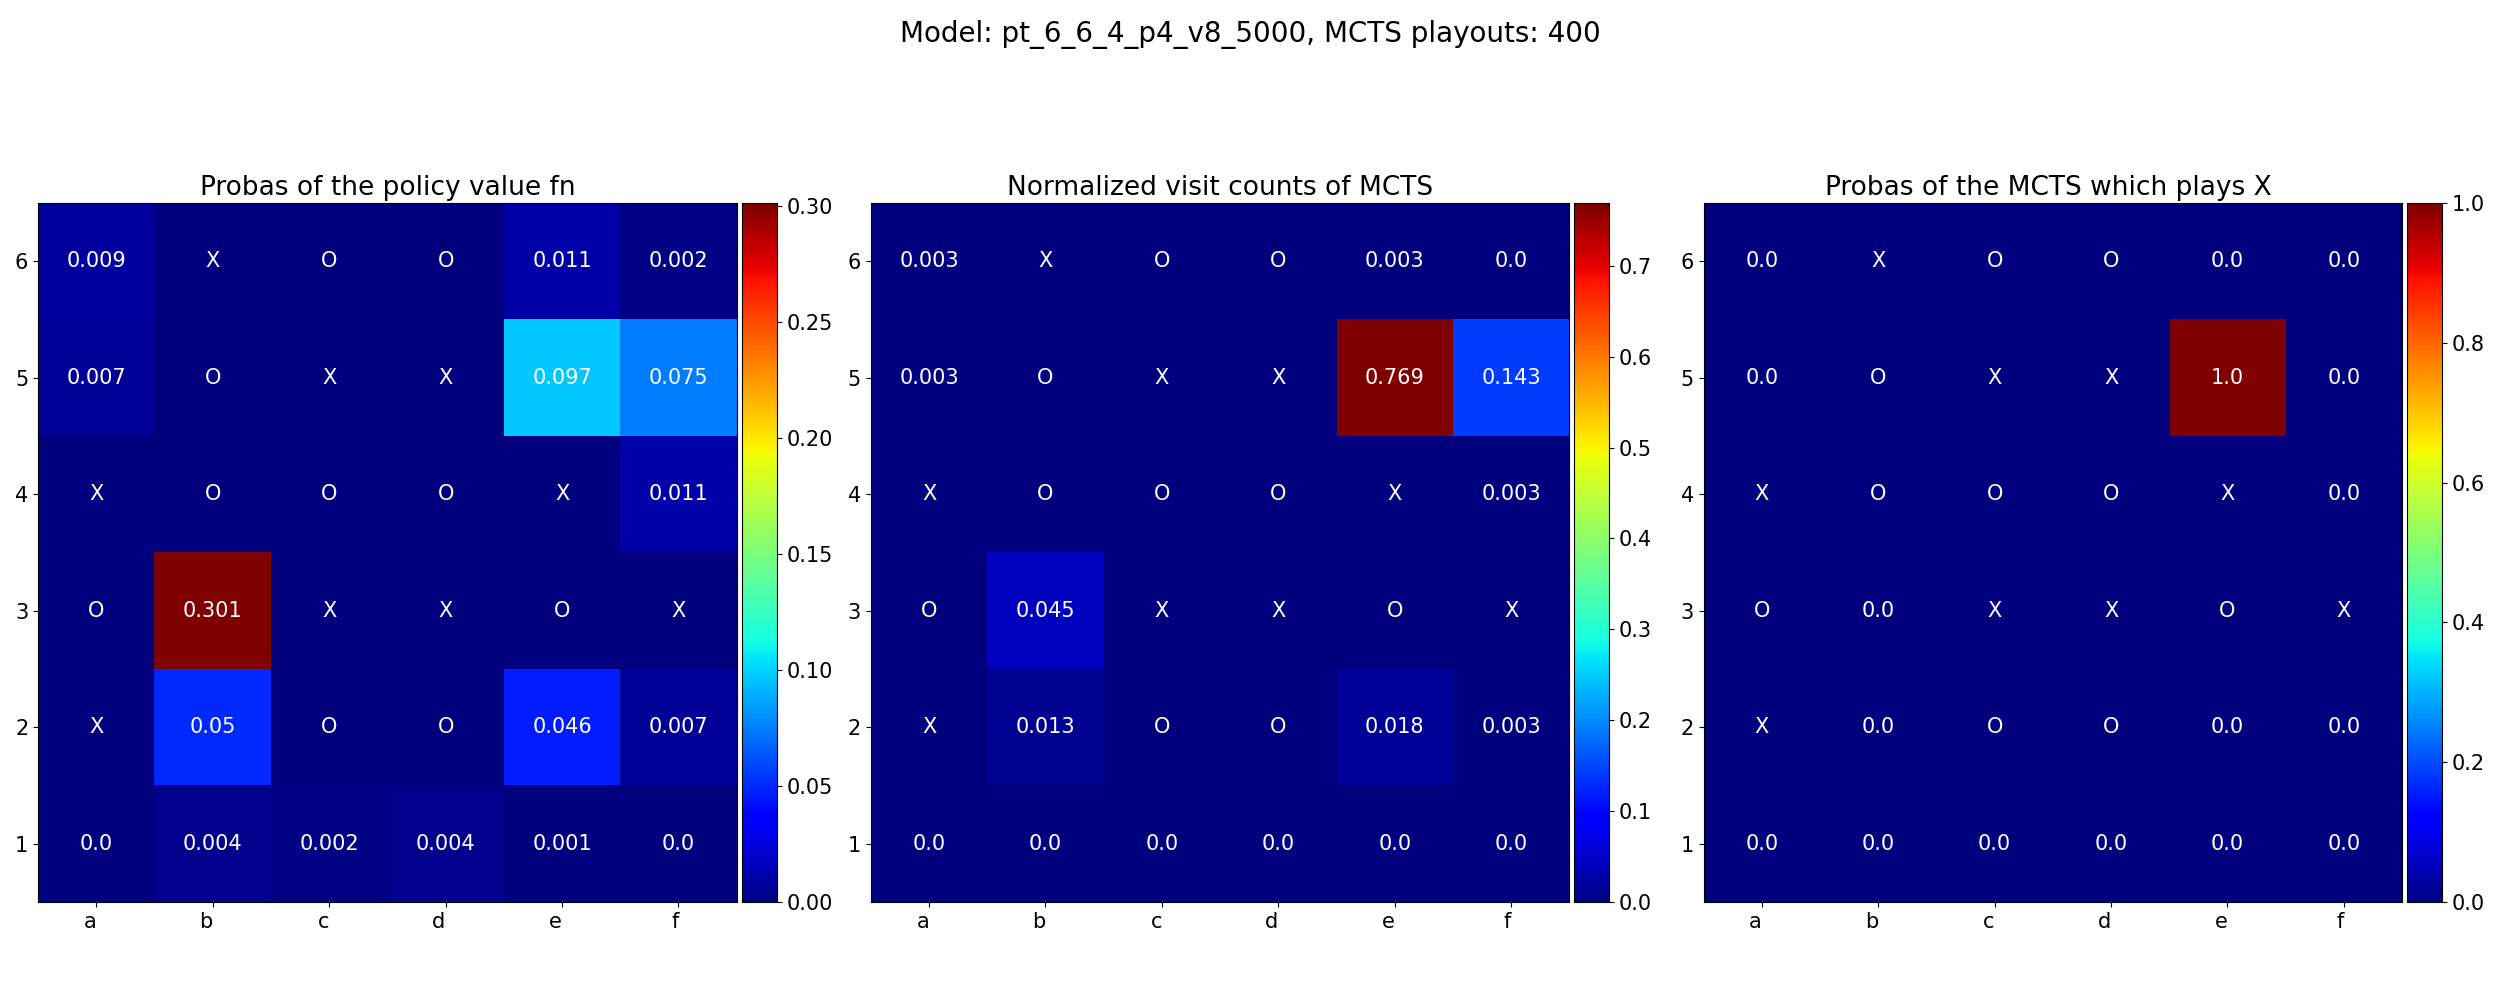 Model: pt_6_6_4_p4_v8_5000, MCTS playouts: 400
Probas of the policy value fn
6 0.009 X O O 0.011 0.002
5 0.007 O X X 0.097 0.075
4 X O O O X 0.011
3 O 0.301 X X O X
2 X 0.05 O O 0.046 0.007
1 0.0 0.004 0.002 0.004 0.001 0.0
a b c d e f
0.30
0.25
0.20
0.15
0.10
0.05
0.00
Normalized visit counts of MCTS
6 0.003 X O O 0.003 0.0
5 0.003 O X X 0.769 0.143
4 X O O O X 0.003
3 O 0.045 X X O X
2 X 0.013 O O 0.018 0.003
1 0.0 0.0 0.0 0.0 0.0 0.0
a b c d e f
0.7
0.6
0.5
0.4
0.3
0.2
0.1
0.0
Probas of the MCTS which plays X
6 0.0 X O O 0.0 0.0
5 0.0 O X X 1.0 0.0
4 X O O O X 0.0
3 O 0.0 X X O X
2 X 0.0 O O 0.0 0.0
1 0.0 0.0 0.0 0.0 0.0 0.0
a b c d e f
1.0
0.8
0.6
0.4
0.2
0.0